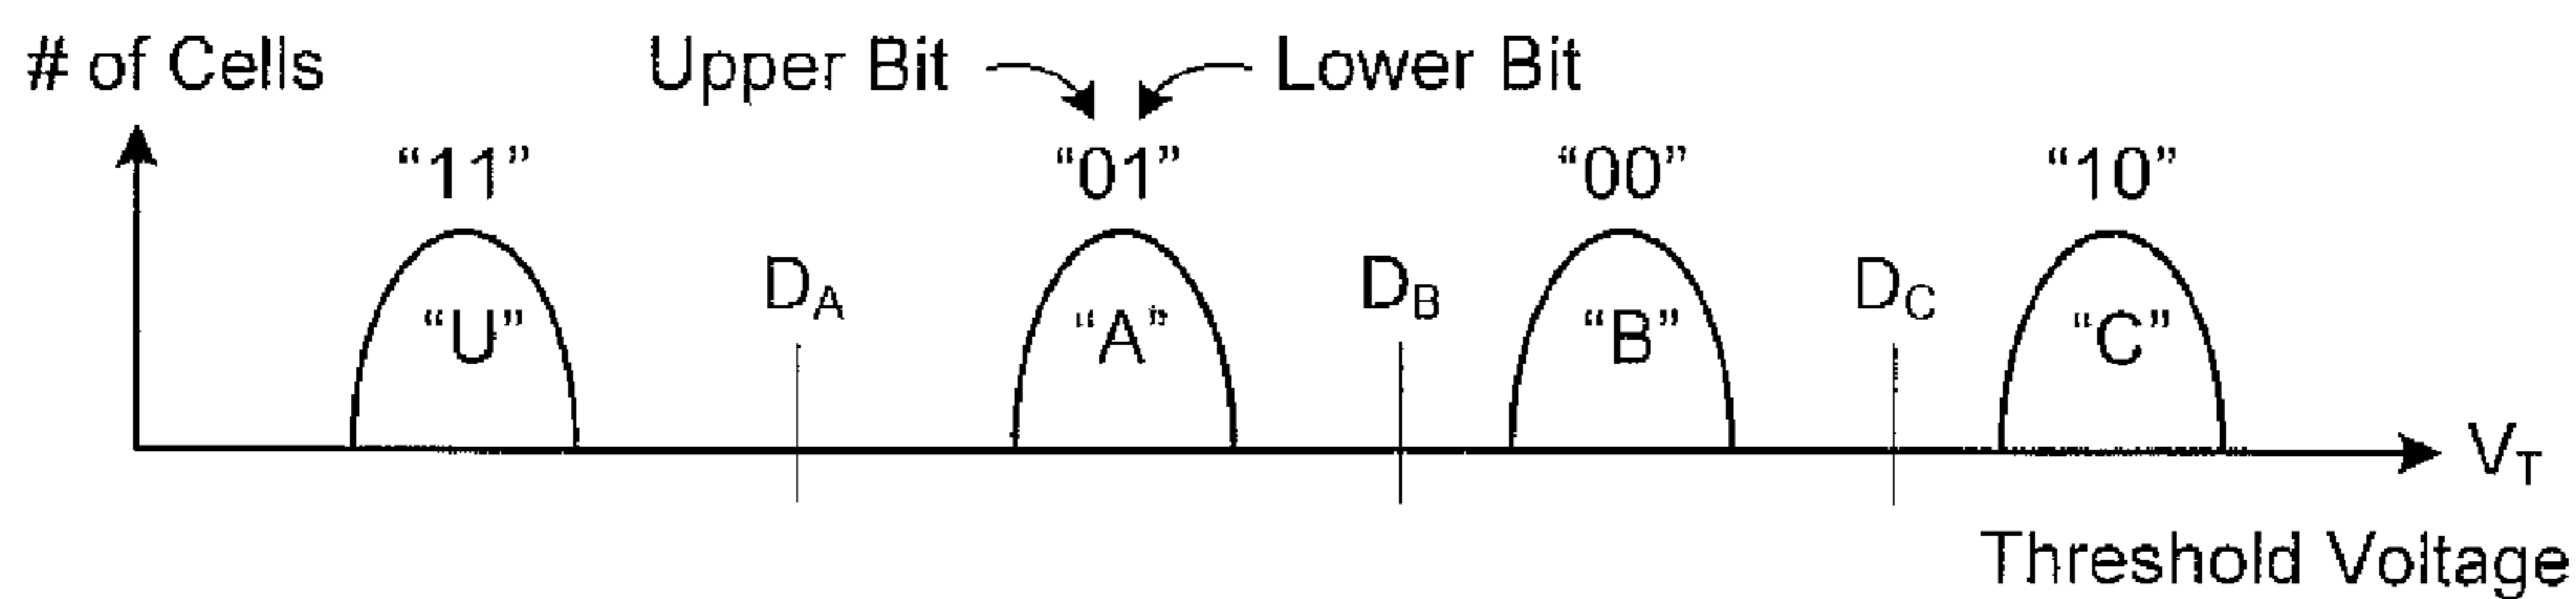 # of Cells Upper Bit Lower Bit
“11” “01” “00” “10”
D_A D_B D_C
“U” “A” “B” “C”
V_T
Threshold Voltage